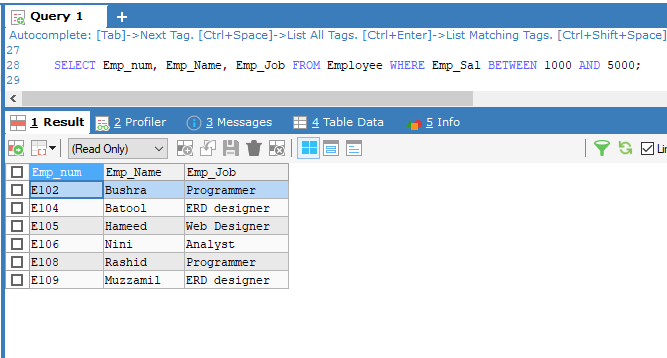 Query 1
Autocomplete: [Tab]->Next Tag. [Ctrl+Space]->List All Tags. [Ctrl+Enter]->List Matching Tags. [Ctrl+Shift+Space]
27
28 SELECT Emp_num, Emp_Name, Emp_Job FROM Employee WHERE Emp_Sal BETWEEN 1000 AND 5000;
29
1 Result 2 Profiler 3 Messages 4 Table Data 5 Info
(Read Only) Li
Emp_num Emp_Name Emp_Job
E102 Bushra Programmer
E104 Batool ERD designer
E105 Hameed Web Designer
E106 Nini Analyst
E108 Rashid Programmer
E109 Muzzamil ERD designer